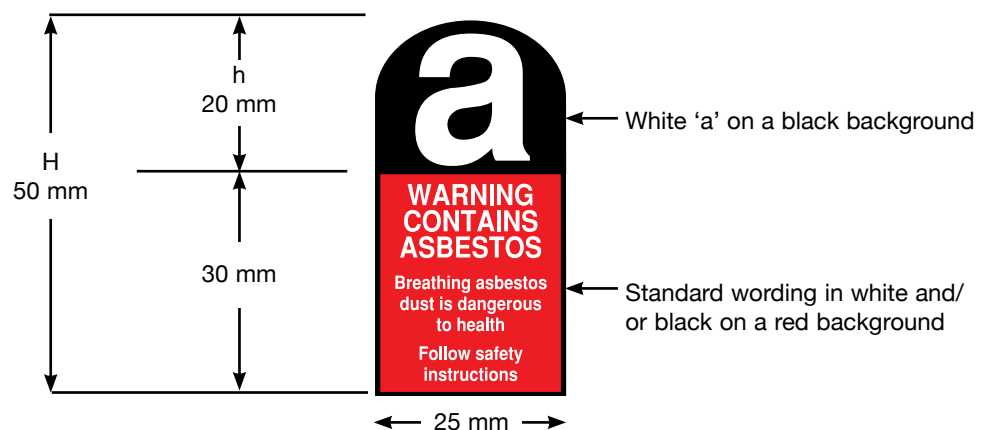 h
20 mm
H
50 mm
30 mm
a
WARNING
CONTAINS
ASBESTOS
Breathing asbestos
dust is dangerous
to health
Follow safety
instructions
White ‘a’ on a black background
Standard wording in white and/
or black on a red background
25 mm